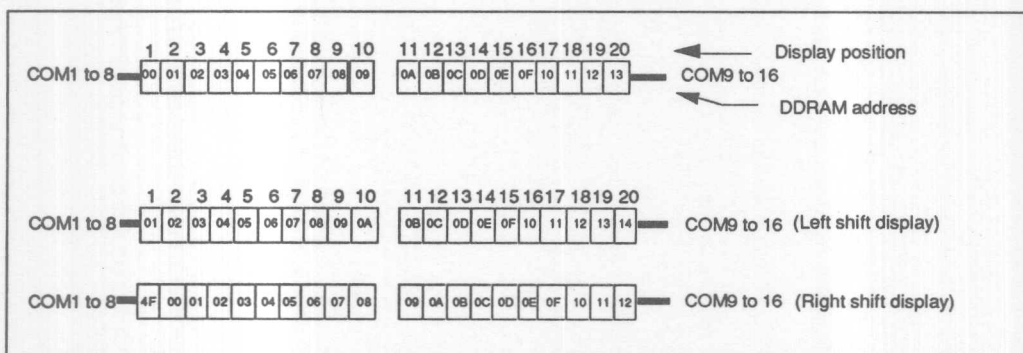 1 2 3 4 5 6 7 8 9 10 11 12 13 14 15 16 17 18 19 20 Display position
COM1 to 8 00 01 02 03 04 05 06 07 08 09 0A 0B 0C 0D 0E 0F 10 11 12 13 COM9 to 16
DDRAM address
1 2 3 4 5 6 7 8 9 10 11 12 13 14 15 16 17 18 19 20
COM1 to 8 01 02 03 04 05 06 07 08 09 0A 0B 0C 0D 0E 0F 10 11 12 13 14 COM9 to 16 (Left shift display)
COM1 to 8 4F 00 01 02 03 04 05 06 07 08 09 0A 0B 0C 0D 0E 0F 10 11 12 COM9 to 16 (Right shift display)